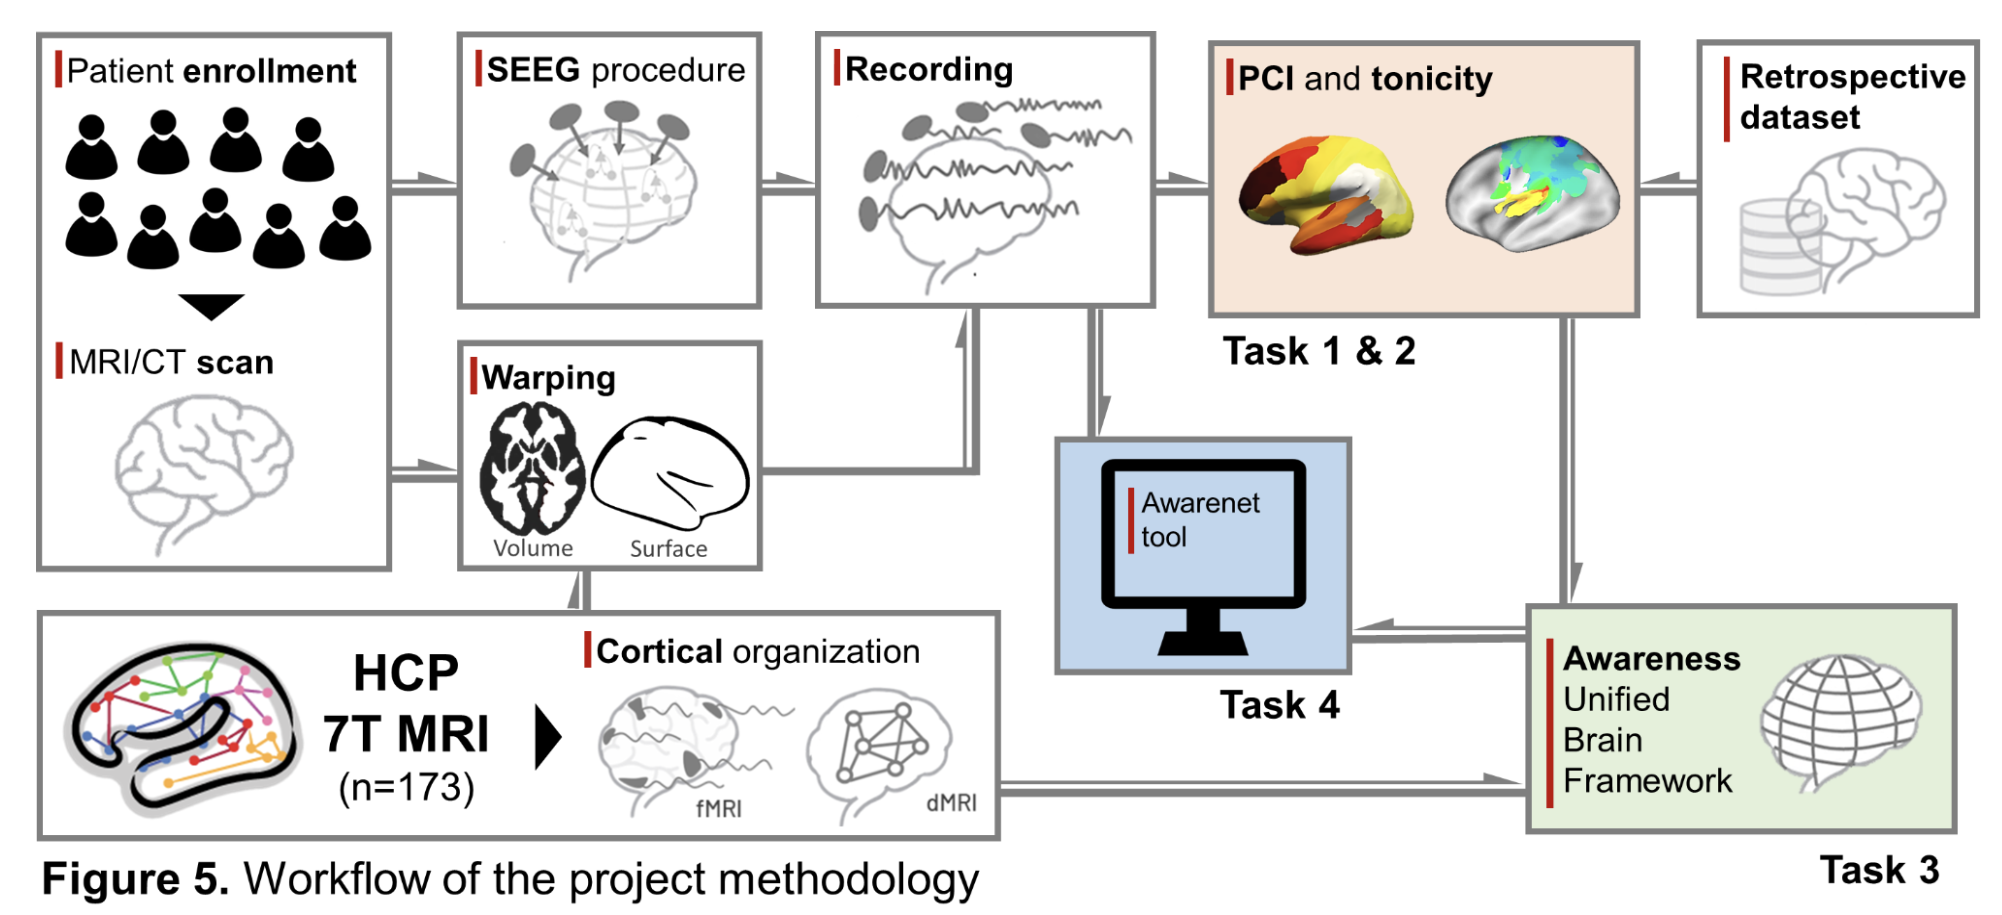 Patient enrollment
MRI/CT scan
SEEG procedure
Recording
PCI and tonicity
Task 1 & 2
Retrospective
dataset
Warping
Volume
Surface
Awarenet
tool
Task 4
HCP
7T MRI
(n=173)
Cortical organization
fMRI
dMRI
Awareness
Unified
Brain
Framework
Task 3
Figure 5. Workflow of the project methodology